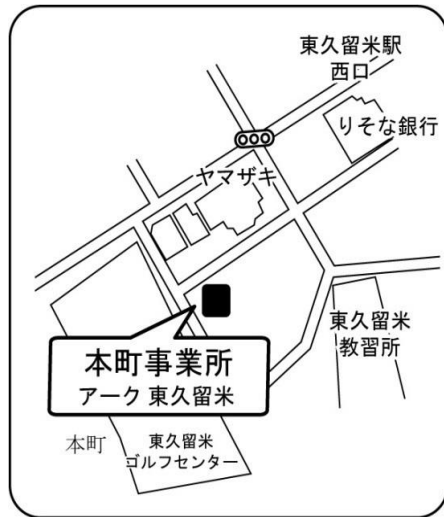 東久留米駅
西口
りそな銀行
ヤマザキ
東久留米
教習所
本町事業所
アーク 東久留米
本町
東久留米
ゴルフセンター